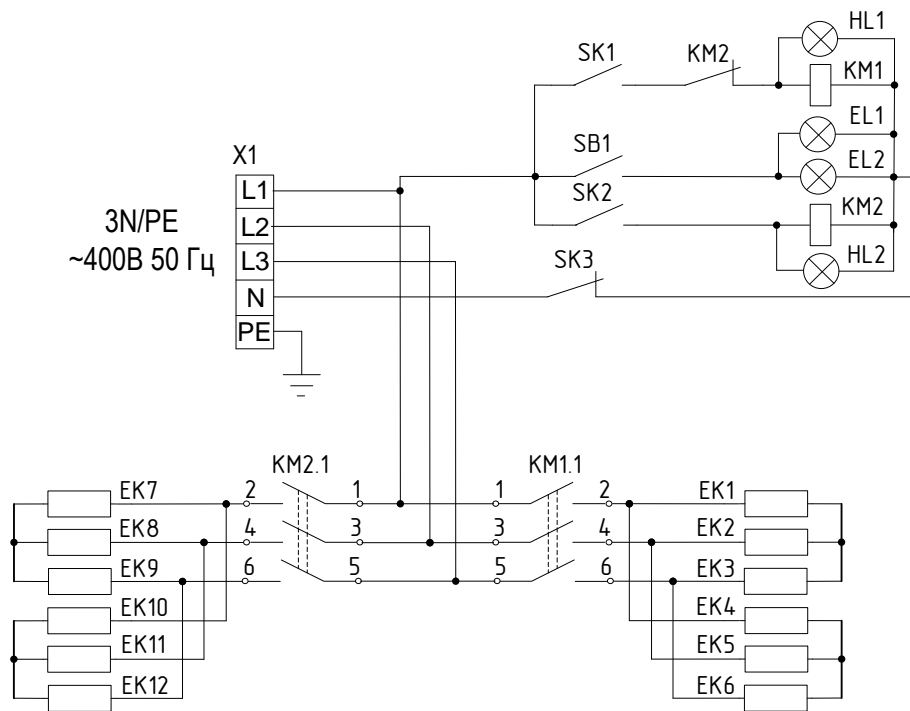 HL1
SK1 KM2 KM1
EL1
SB1 EL2
X1
L1 SK2 KM2
3N/PE L2
~400В 50 Гц L3 SK3 HL2
N
PE
KM2.1 KM1.1
EK7 2 1 1 2 EK1
EK8 4 3 3 4 EK2
EK9 6 5 5 6 EK3
EK10 EK4
EK11 EK5
EK12 EK6